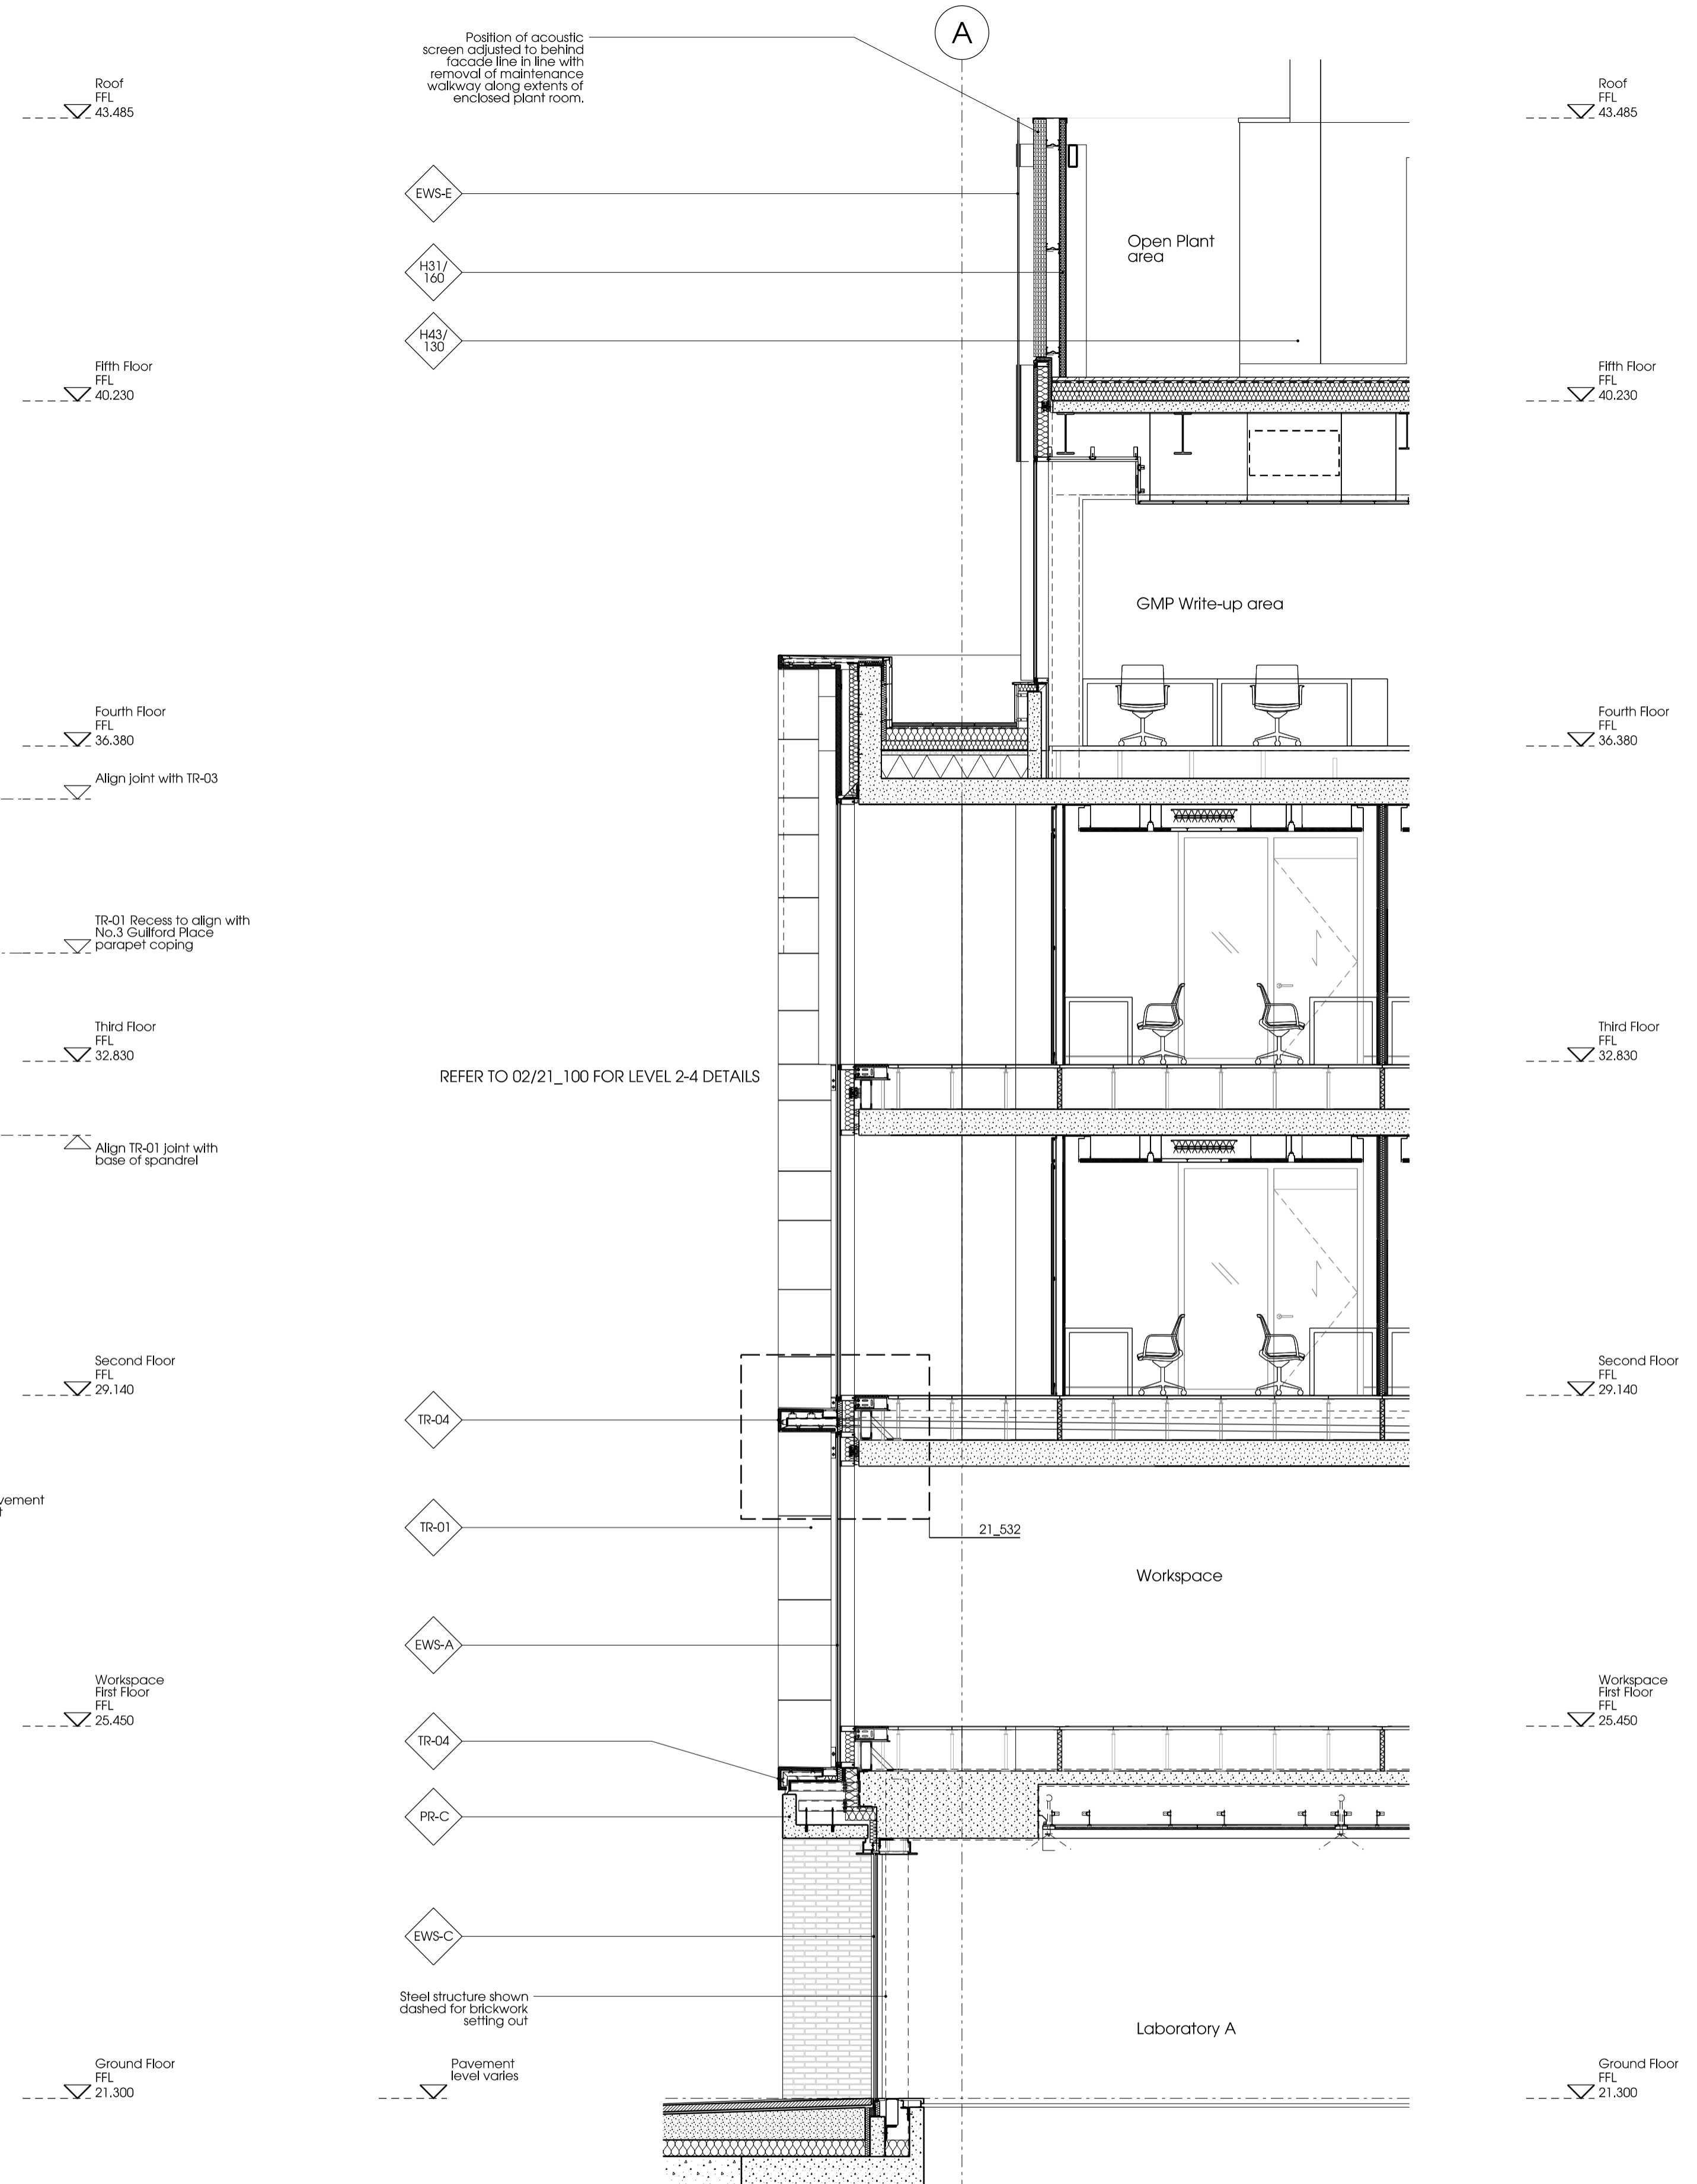 A
Position of acoustic
screen adjusted to behind
facade line in line with
removal of maintenance
walkway along extents of
enclosed plant room.
Roof
FFL
43.485
Roof
FFL
43.485
EWS-E
H31/
160
Open Plant
area
H43/
130
Fifth Floor
FFL
40.230
Fifth Floor
FFL
40.230
GMP Write-up area
Fourth Floor
FFL
36.380
Fourth Floor
FFL
36.380
Align joint with TR-03
TR-01 Recess to align with
No.3 Guilford Place
parapet coping
Third Floor
FFL
32.830
Third Floor
FFL
32.830
REFER TO 02/21_100 FOR LEVEL 2-4 DETAILS
Align TR-01 joint with
base of spandrel
Second Floor
FFL
29.140
Second Floor
FFL
29.140
TR-04
TR-01
21_532
Workspace
EWS-A
Workspace
First Floor
FFL
25.450
Workspace
First Floor
FFL
25.450
TR-04
PR-C
EWS-C
Steel structure shown
dashed for brickwork
setting out
Laboratory A
Ground Floor
FFL
21.300
Pavement
level varies
Ground Floor
FFL
21.300